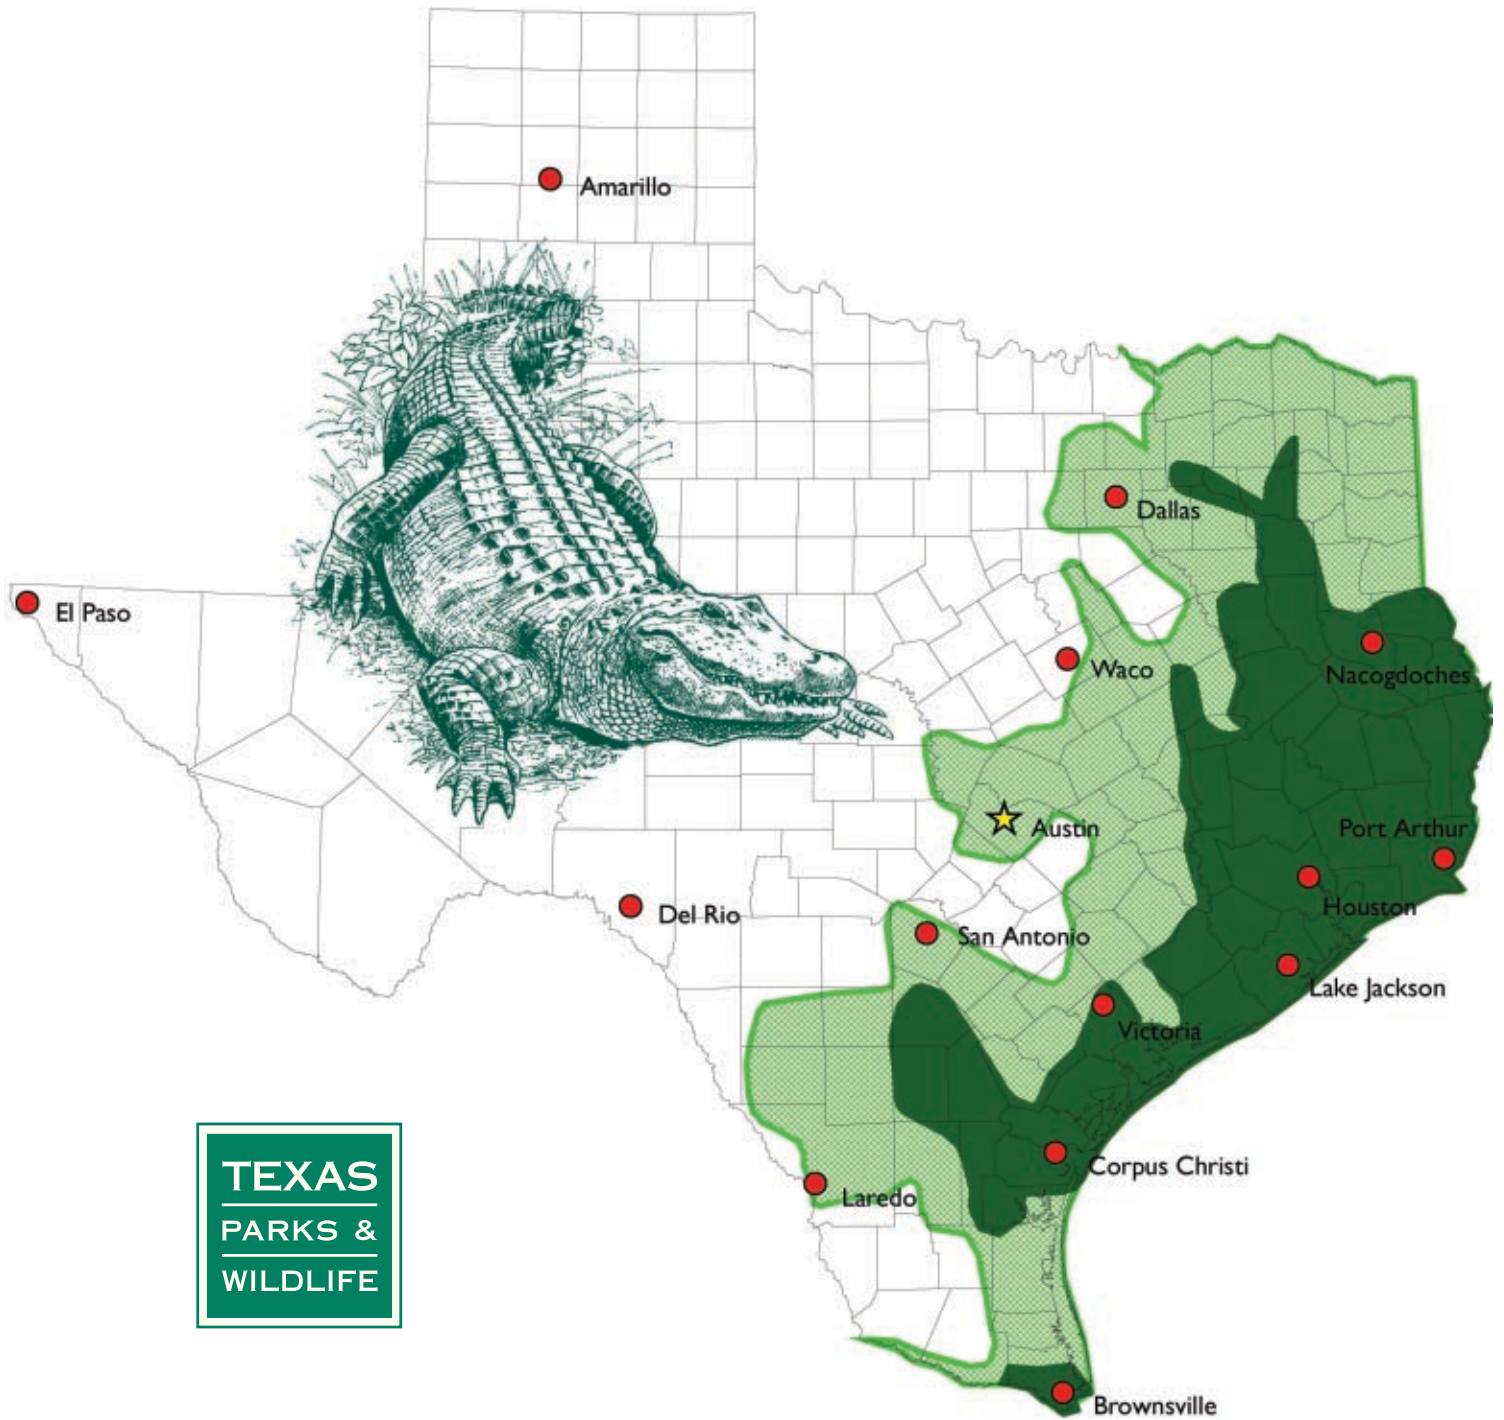 Amarillo
Dallas
El Paso
Waco
Nacogdoches
Austin
Port Arthur
Houston
Del Rio
San Antonio
Lake Jackson
Victoria
Corpus Christi
Laredo
TEXAS
PARKS &
WILDLIFE
Brownsville